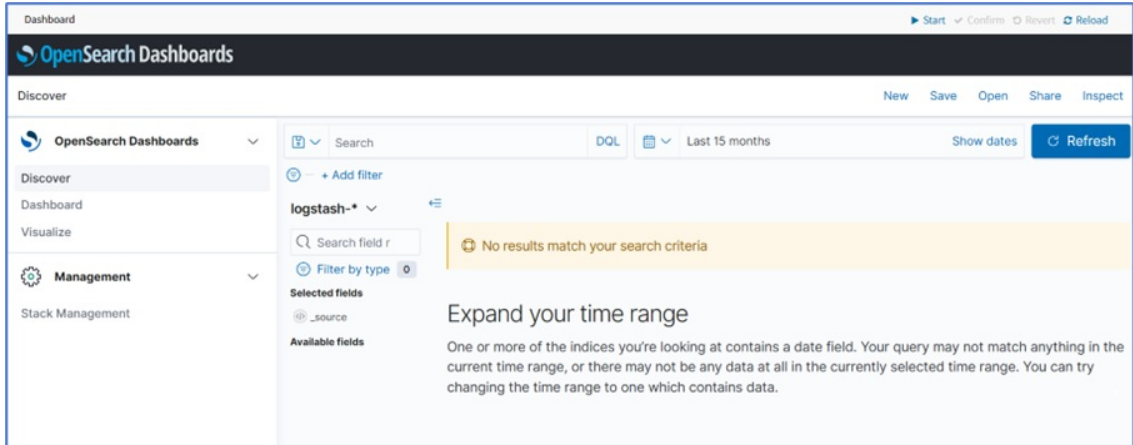 Dashboard
Start Confirm Revert Reload
OpenSearch Dashboards
Discover
New Save Open Share Inspect
OpenSearch Dashboards
Discover
Dashboard
Visualize
Management
Stack Management
Search DQL Last 15 months Show dates Refresh
+ Add filter
logstash-*
Search field r
Filter by type 0
Selected fields
_source
Available fields
No results match your search criteria
Expand your time range
One or more of the indices you're looking at contains a date field. Your query may not match anything in the
current time range, or there may not be any data at all in the currently selected time range. You can try
changing the time range to one which contains data.